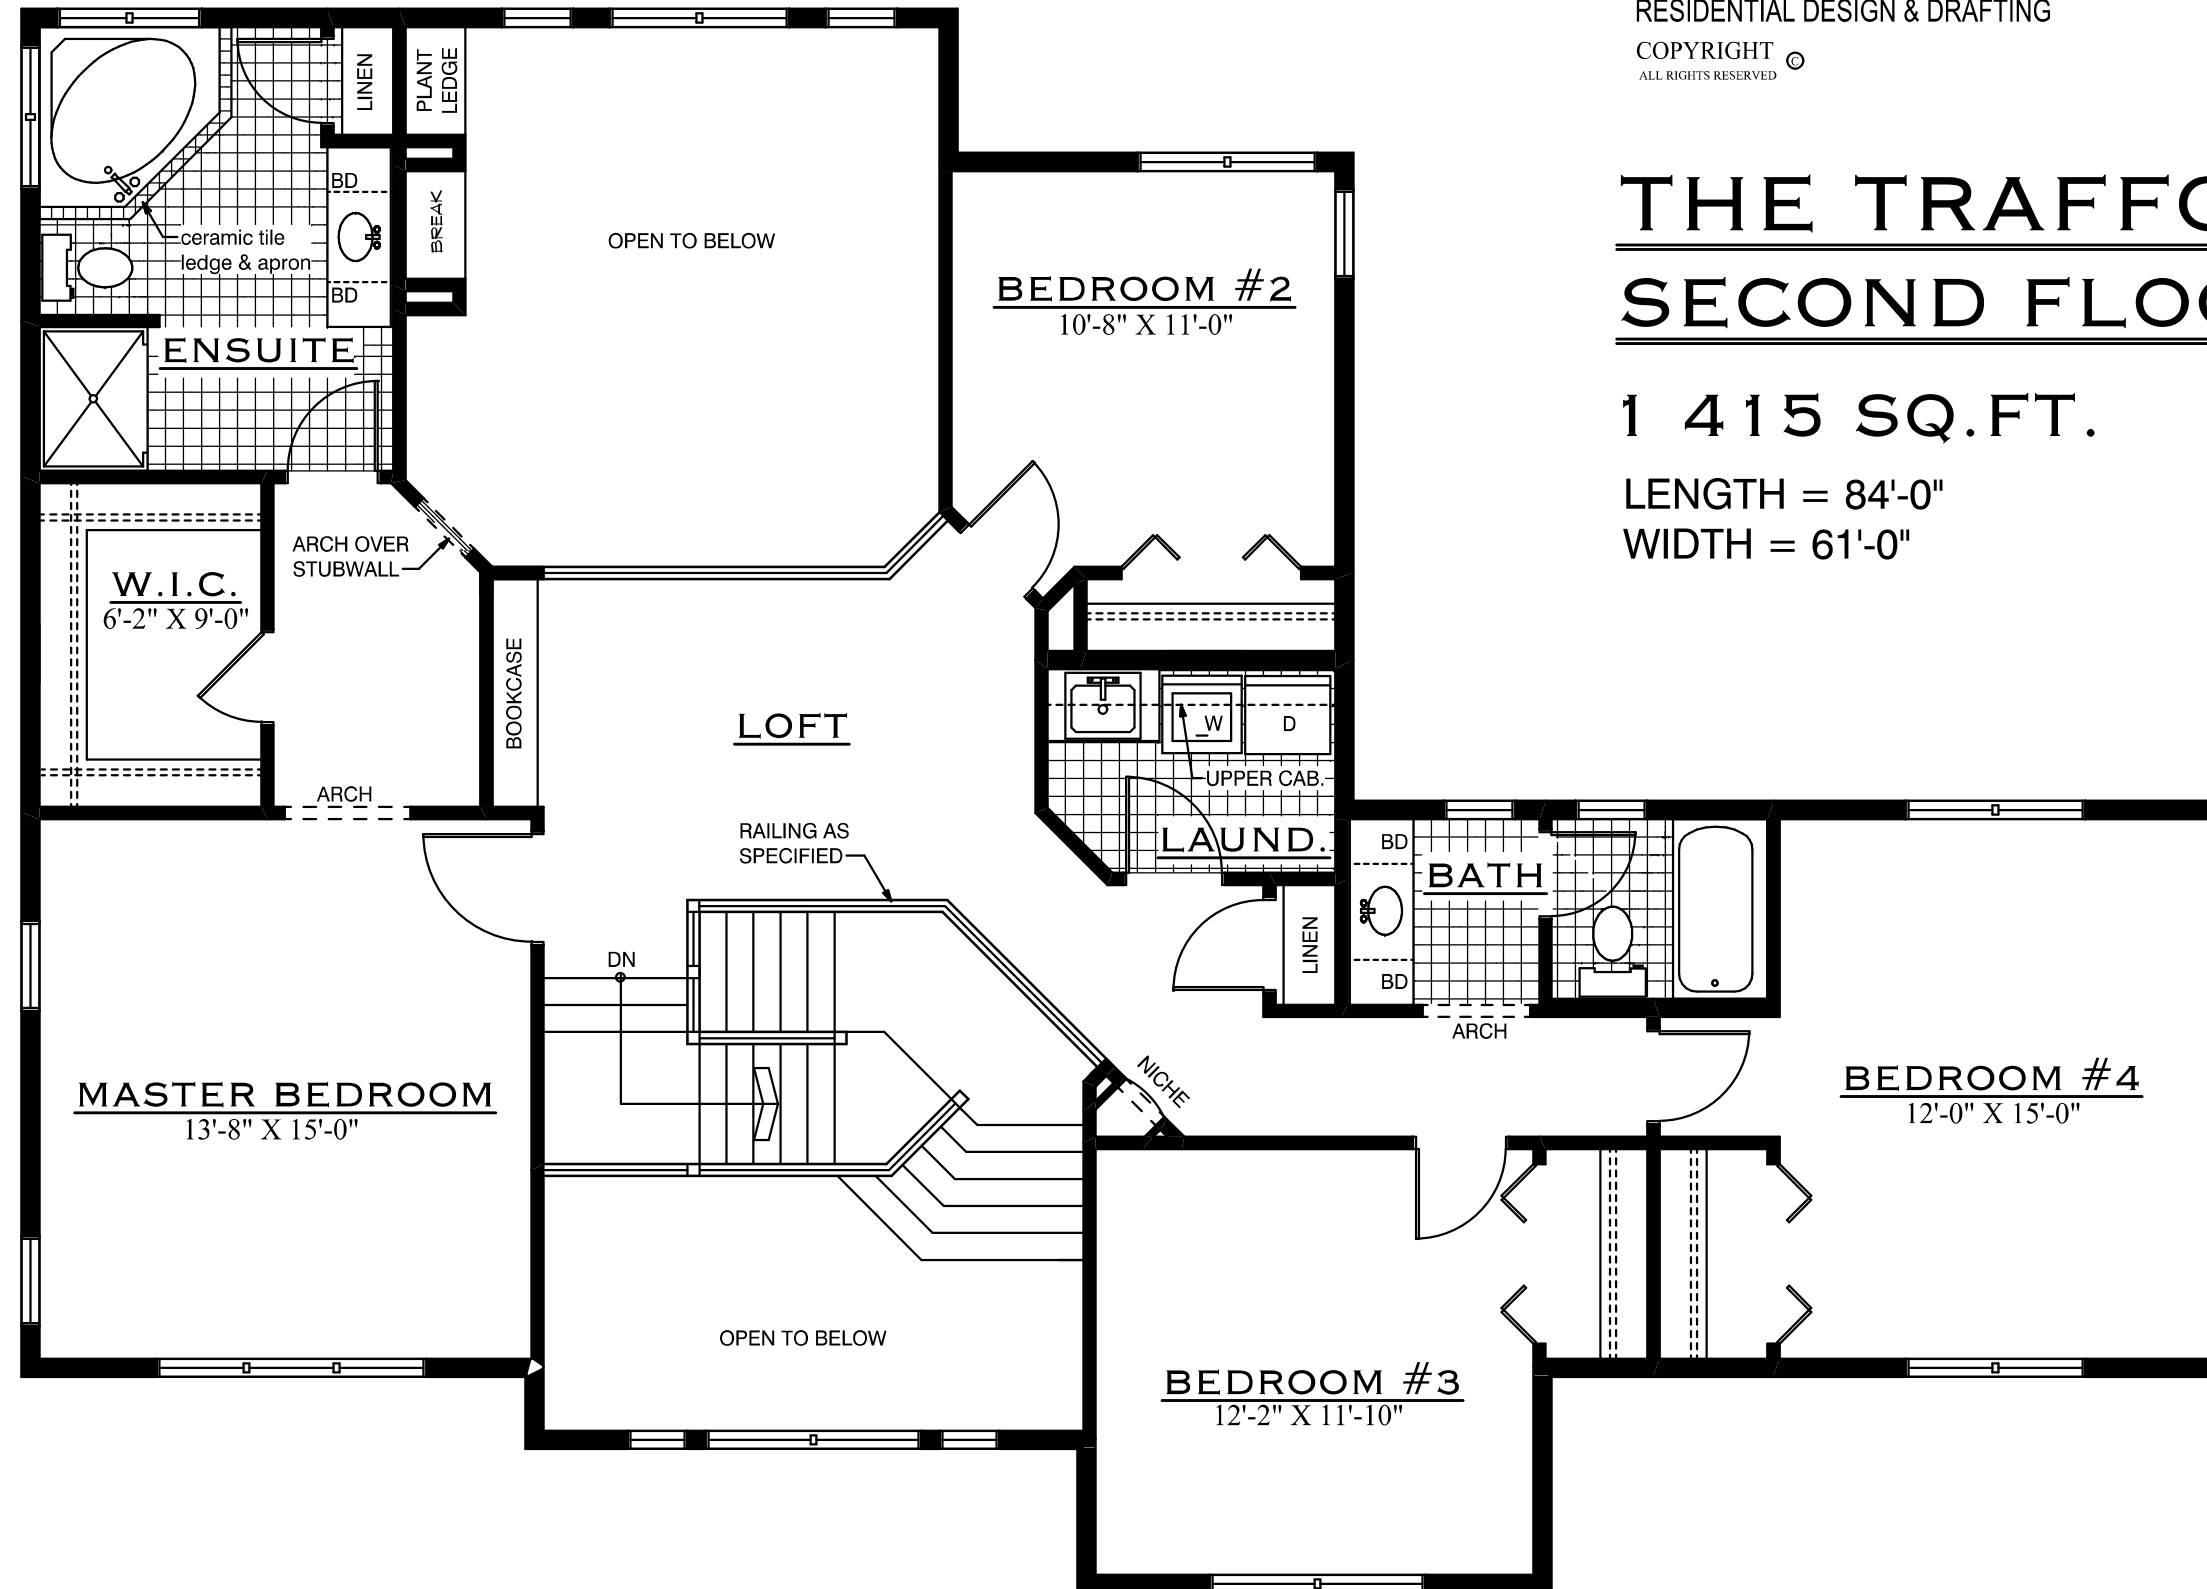 RESIDENTIAL DESIGN & DRAFTING
COPYRIGHT ©
ALL RIGHTS RESERVED
THE TRAFFO
SECOND FLOO
1 415 SQ.FT.
LENGTH = 84'-0"
WIDTH = 61'-0"
LINEN
PLANT
LEDGE
BD
BREAK
ceramic tile
ledge & apron
BD
OPEN TO BELOW
BEDROOM #2
10'-8" X 11'-0"
ENSUITE
ARCH OVER
STUBWALL
W.I.C.
6'-2" X 9'-0"
BOOKCASE
LOFT
W
D
UPPER CAB.
ARCH
RAILING AS
SPECIFIED
LAUND.
BD
BATH
LINEN
BD
DN
ARCH
NICHE
MASTER BEDROOM
13'-8" X 15'-0"
BEDROOM #4
12'-0" X 15'-0"
OPEN TO BELOW
BEDROOM #3
12'-2" X 11'-10"